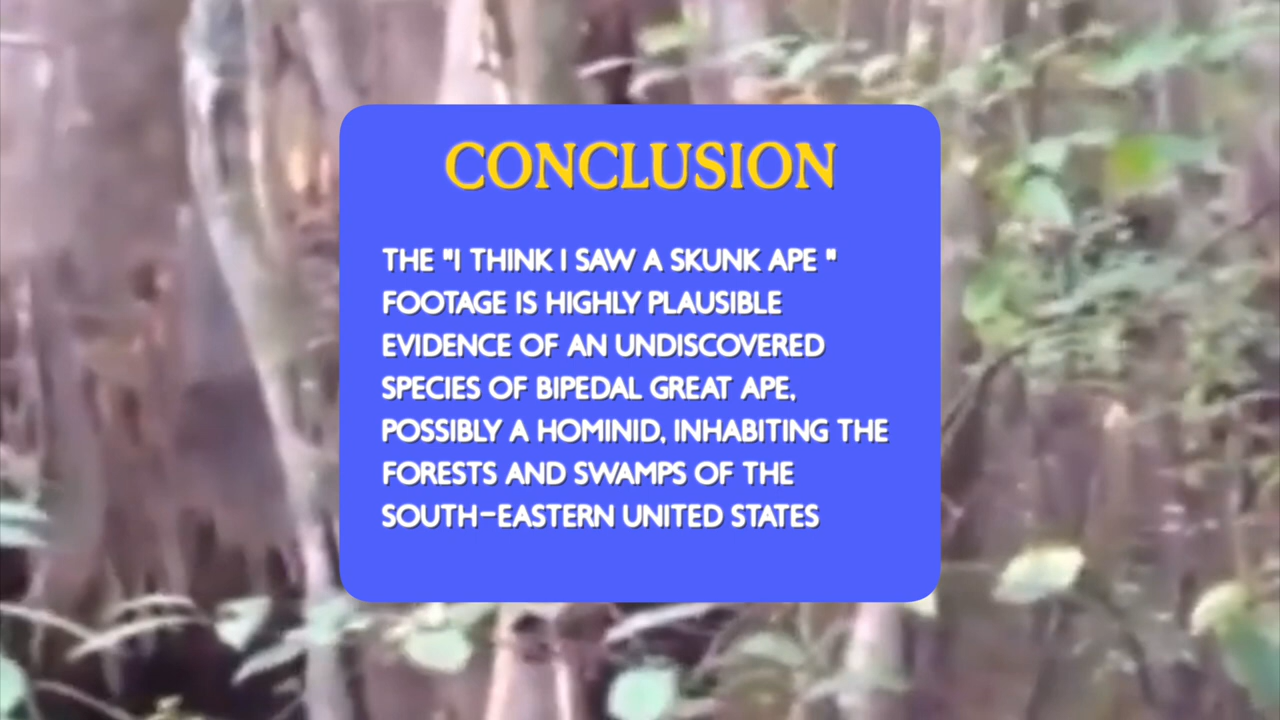 CONCLUSION
THE "I THINK I SAW A SKUNK APE "
FOOTAGE IS HIGHLY PLAUSIBLE
EVIDENCE OF AN UNDISCOVERED
SPECIES OF BIPEDAL GREAT APE,
POSSIBLY A HOMINID, INHABITING THE
FORESTS AND SWAMPS OF THE
SOUTH-EASTERN UNITED STATES